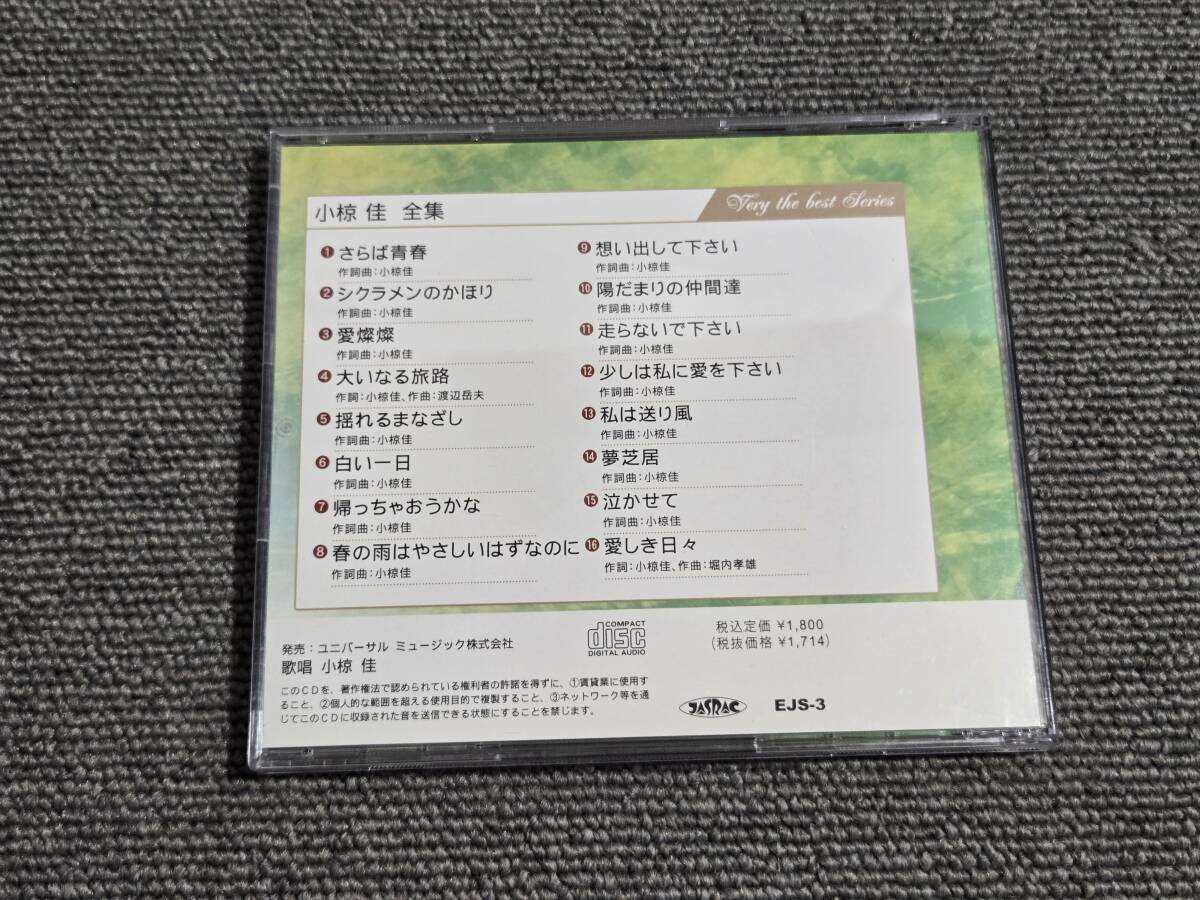 小椋 佳 全集
Very the best Series
❶さらば青春
作詞曲:小椋佳
❷シクラメンのかほり
作詞曲:小椋佳
❸愛燦燦
作詞曲:小椋佳
❹大いなる旅路
作詞:小椋佳、作曲:渡辺岳夫
❺揺れるまなざし
作詞曲:小椋佳
❻白い一日
作詞曲:小椋佳
❼帰っちゃおうかな
作詞曲:小椋佳
❽春の雨はやさしいはずなのに
作詞曲:小椋佳
❾想い出して下さい
作詞曲:小椋佳
❿陽だまりの仲間達
作詞曲:小椋佳
⓫走らないで下さい
作詞曲:小椋佳
⓬少しは私に愛を下さい
作詞曲:小椋佳
⓭私は送り風
作詞曲:小椋佳
⓮夢芝居
作詞曲:小椋佳
⓯泣かせて
作詞曲:小椋佳
⓰愛しき日々
作詞:小椋佳、作曲:堀内孝雄
発売:ユニバーサル ミュージック株式会社
歌唱 小椋 佳
COMPACT
disc
DIGITAL AUDIO
税込定価 ¥1,800
(税抜価格 ¥1,714)
このCDを、著作権法で認められている権利者の許諾を得ずに、①賃貸業に使用す
ること、②個人的な範囲を超える使用目的で複製すること、③ネットワーク等を通
じてこのCDに収録された音を送信できる状態にすることを禁じます。
JASRAC
EJS-3